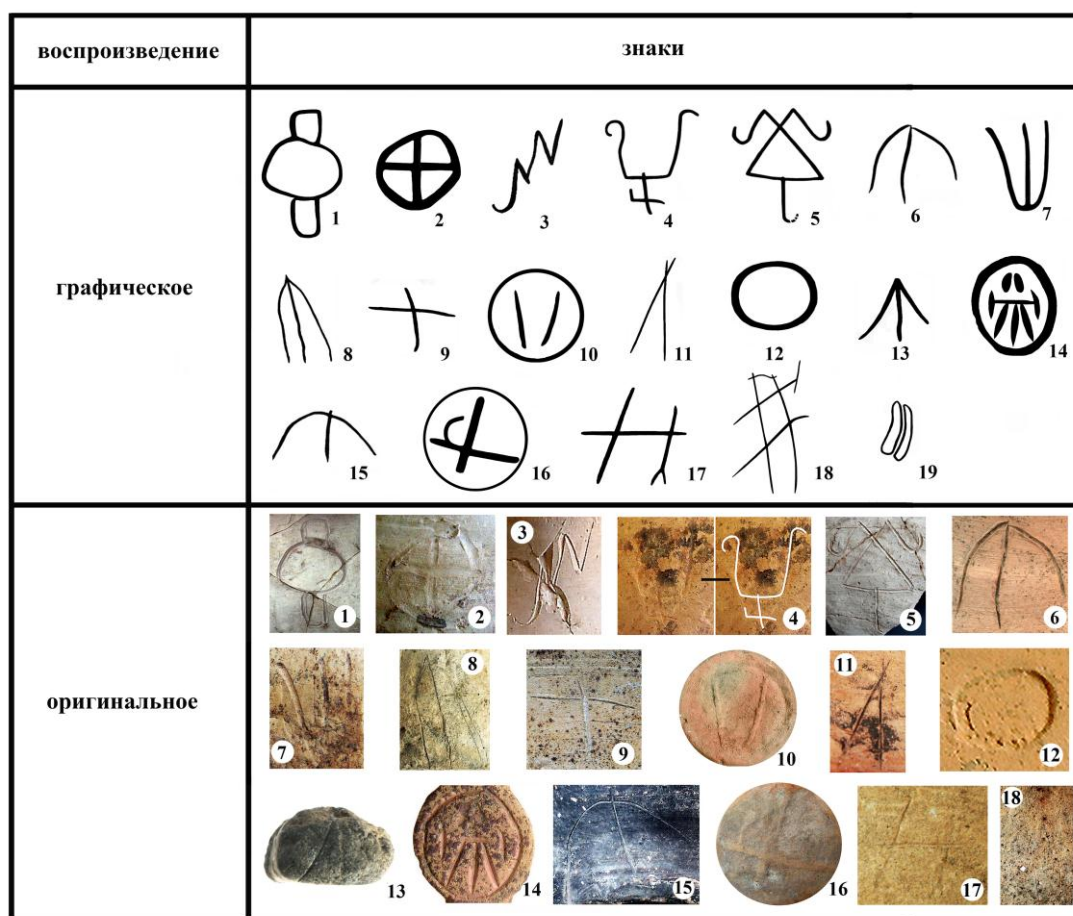 воспроизведение
знаки
графическое
1 2 3 4 5 6 7
8 9 10 11 12 13 14
15 16 17 18 19
оригинальное
1 2 3 4 5 6
7 8 9 10 11 12
13 14 15 16 17 18